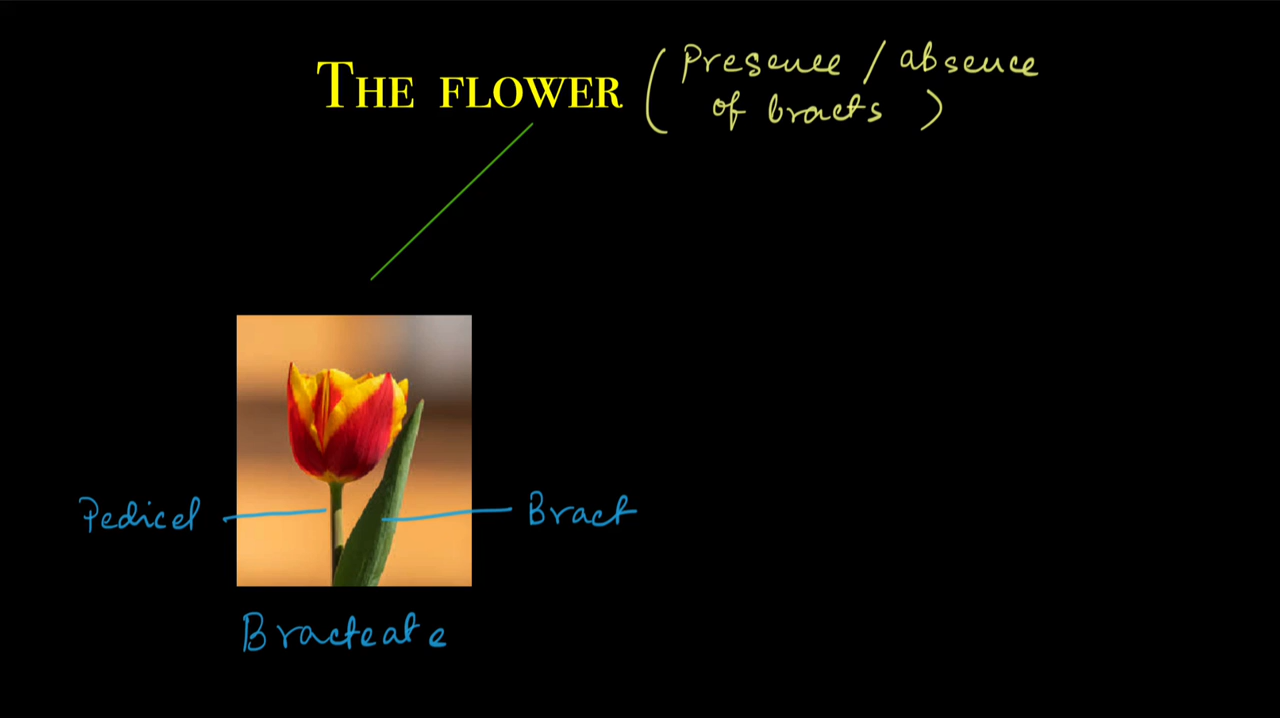 THE FLOWER (Presence / absence
of bracts )
Pedicel
Bract
Bracteate